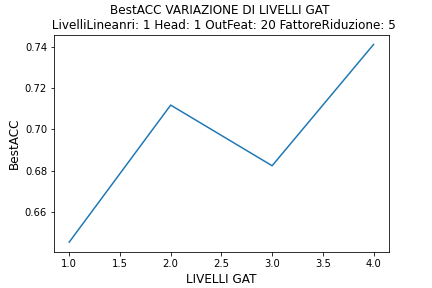 BestACC VARIAZIONE DI LIVELLI GAT
LivelliLineanri: 1 Head: 1 OutFeat: 20 FattoreRiduzione: 5
0.74
0.72
0.70
0.68
0.66
BestACC
1.0 1.5 2.0 2.5 3.0 3.5 4.0
LIVELLI GAT